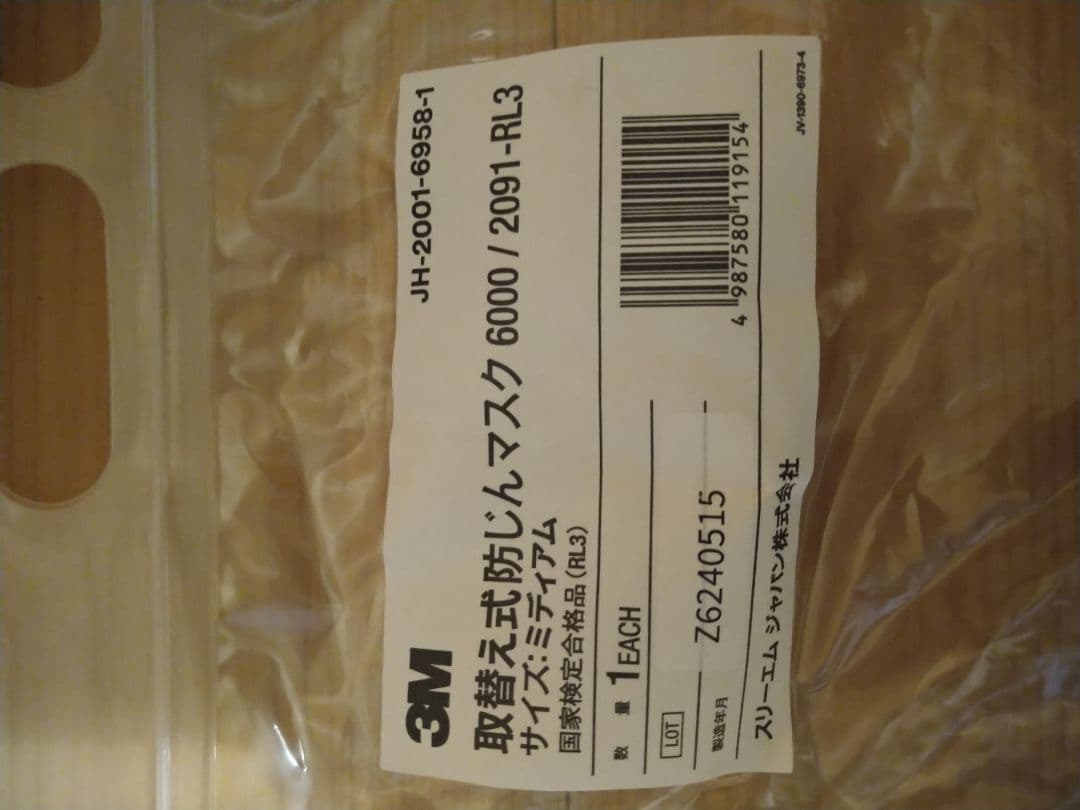 3M
JH-2001-6958-1
取替え式防じんマスク 6000 / 2091-RL3
サイズ:ミディアム
国家検定合格品(RL3)
数 量 1 EACH
4 987580 119154
LOT
製造年月 Z6240515
スリーエム ジャパン株式会社
JV-1390-6973-4